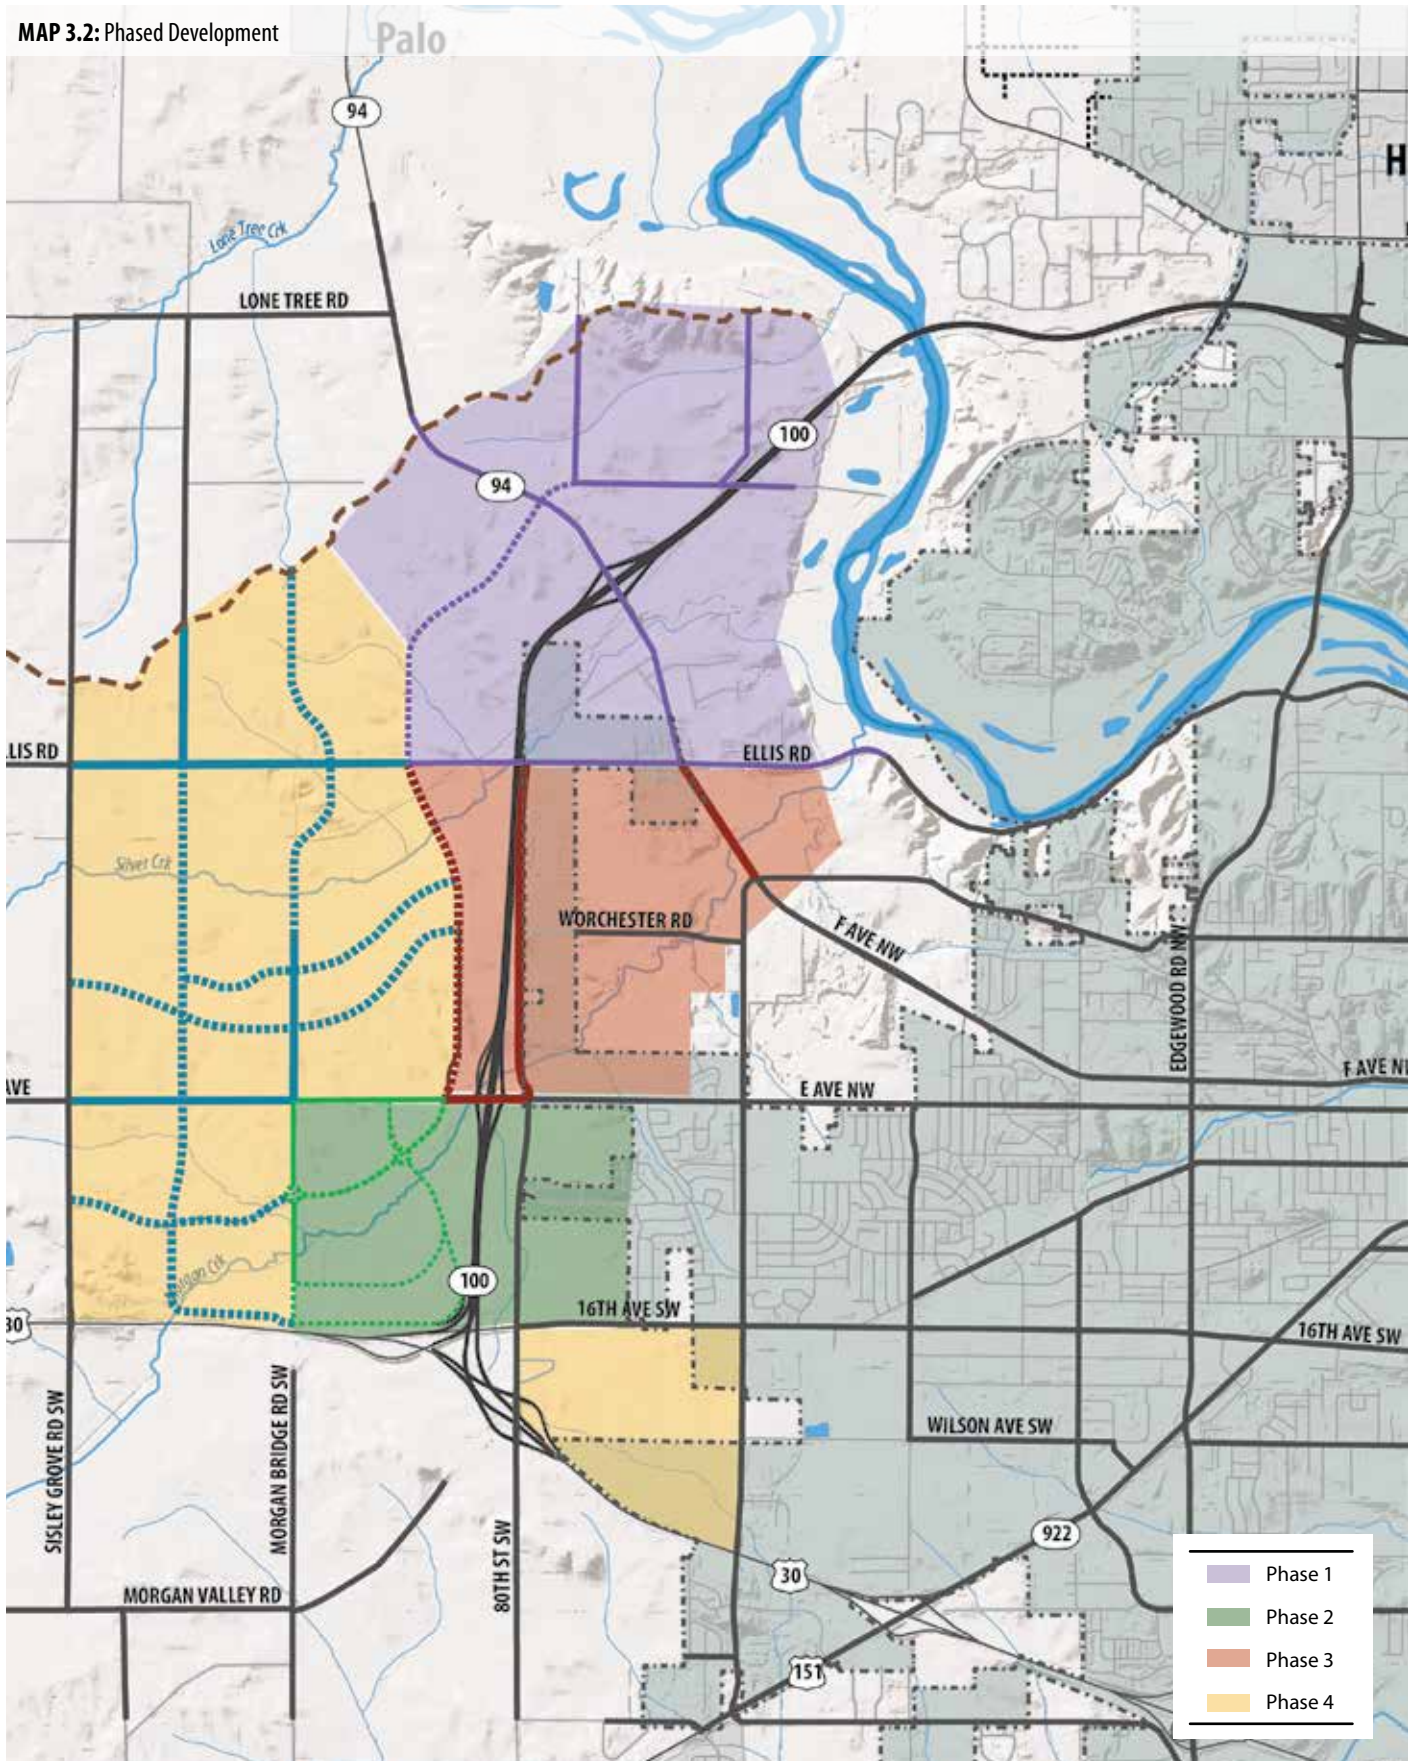 MAP 3.2: Phased Development
Palo
94
H
Lone Tree Crk
LONE TREE RD
100
94
LLIS RD
ELLIS RD
Silver Crk
WORCHESTER RD
F AVE NW
EDGEWOOD RD NW
AVE
E AVE NW
F AVE N
100
30
16TH AVE SW
16TH AVE SW
SISLEY GROVE RD SW
MORGAN BRIDGE RD SW
WILSON AVE SW
80TH ST SW
922
30
MORGAN VALLEY RD
151
Phase 1
Phase 2
Phase 3
Phase 4